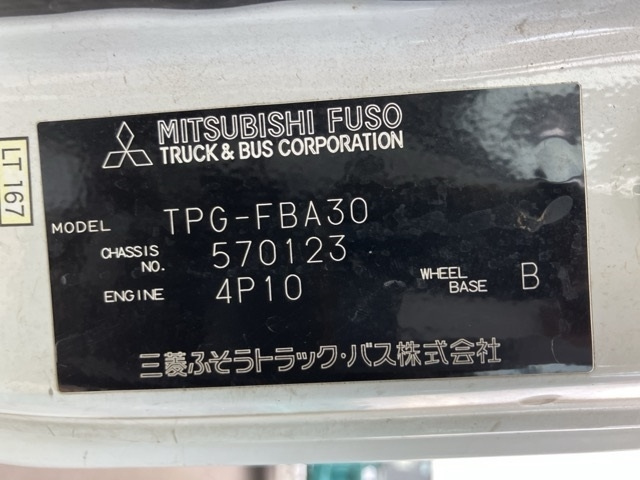 LT 167
MITSUBISHI FUSO
TRUCK & BUS CORPORATION
MODEL TPG-FBA30
CHASSIS NO. 570123
ENGINE 4P10
WHEEL BASE B
三菱ふそうトラック・バス株式会社